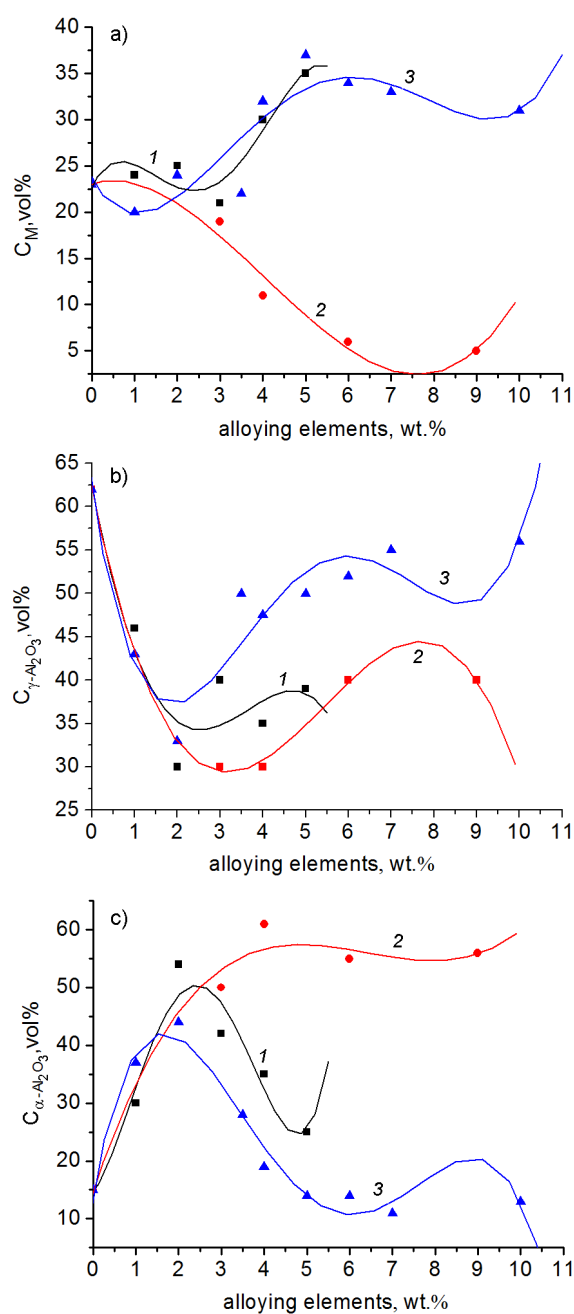 a)
40
35
30
25
20
15
10
5
C_M,vol%
1
2
3
0 1 2 3 4 5 6 7 8 9 10 11
alloying elements, wt.%
b)
65
60
55
50
45
40
35
30
25
C_γ-Al₂O₃,vol%
3
2
1
0 1 2 3 4 5 6 7 8 9 10 11
alloying elements, wt.%
c)
60
50
40
30
20
10
C_α-Al₂O₃,vol%
2
1
3
0 1 2 3 4 5 6 7 8 9 10 11
alloying elements, wt.%